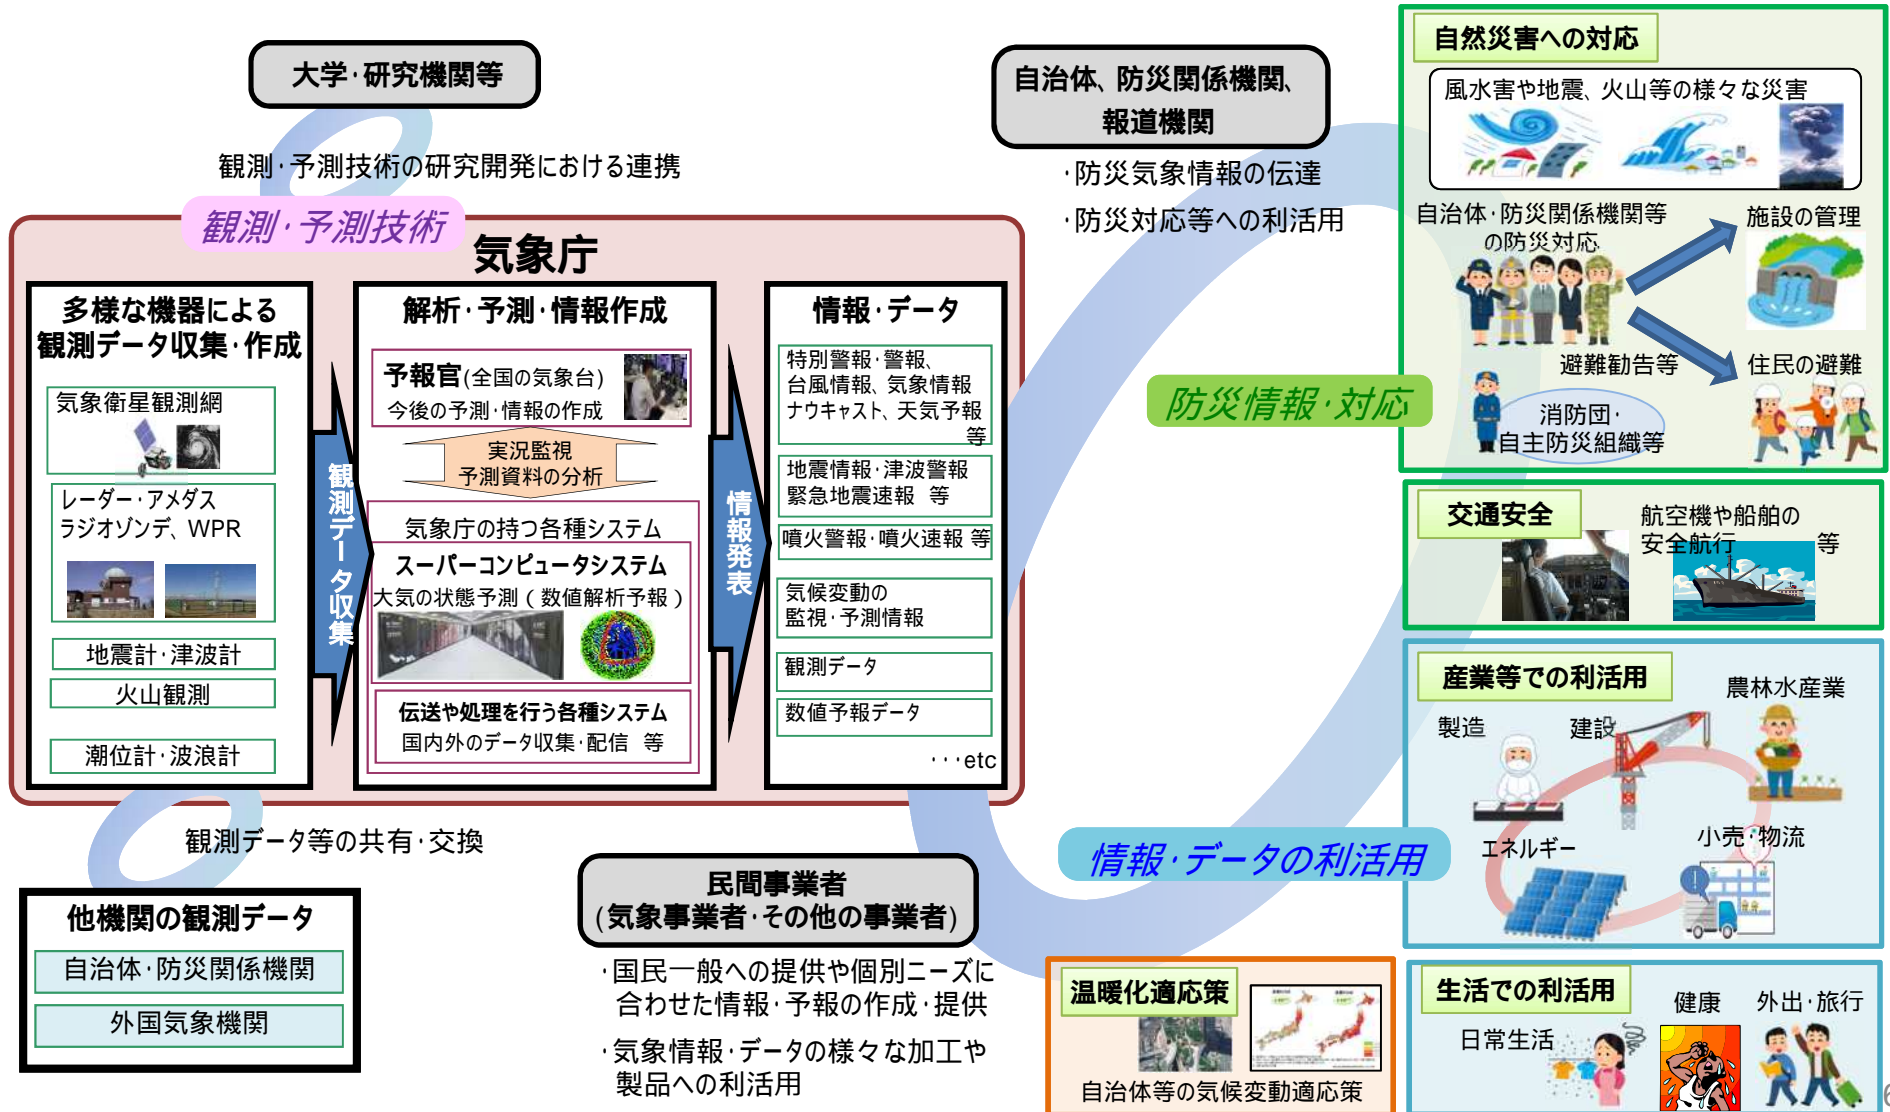 大学・研究機関等
観測・予測技術の研究開発における連携
観測・予測技術
気象庁
多様な機器による
観測データ収集・作成
気象衛星観測網
レーダー・アメダス
ラジオゾンデ、WPR
地震計・津波計
火山観測
潮位計・波浪計
観測データ収集
解析・予測・情報作成
予報官(全国の気象台)
今後の予測・情報の作成
実況監視
予測資料の分析
気象庁の持つ各種システム
スーパーコンピュータシステム
大気の状態予測(数値解析予報)
伝送や処理を行う各種システム
国内外のデータ収集・配信 等
情報発表
情報・データ
特別警報・警報、
台風情報、気象情報
ナウキャスト、天気予報
等
地震情報・津波警報
緊急地震速報 等
噴火警報・噴火速報 等
気候変動の
監視・予測情報
観測データ
数値予報データ
・・・etc
観測データ等の共有・交換
他機関の観測データ
自治体・防災関係機関
外国気象機関
民間事業者
(気象事業者・その他の事業者)
・国民一般への提供や個別ニーズに
合わせた情報・予報の作成・提供
・気象情報・データの様々な加工や
製品への利活用
自治体、防災関係機関、
報道機関
・防災気象情報の伝達
・防災対応等への利活用
防災情報・対応
情報・データの利活用
自然災害への対応
風水害や地震、火山等の様々な災害
自治体・防災関係機関等
の防災対応
施設の管理
避難勧告等
住民の避難
消防団・
自主防災組織等
交通安全
航空機や船舶の
安全航行
等
産業等での利活用
農林水産業
製造
建設
エネルギー
小売・物流
温暖化適応策
自治体等の気候変動適応策
生活での利活用
日常生活
健康
外出・旅行
6